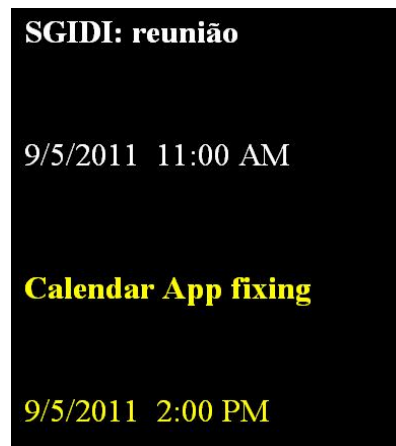 SGIDI: reunião
9/5/2011 11:00 AM
Calendar App fixing
9/5/2011 2:00 PM